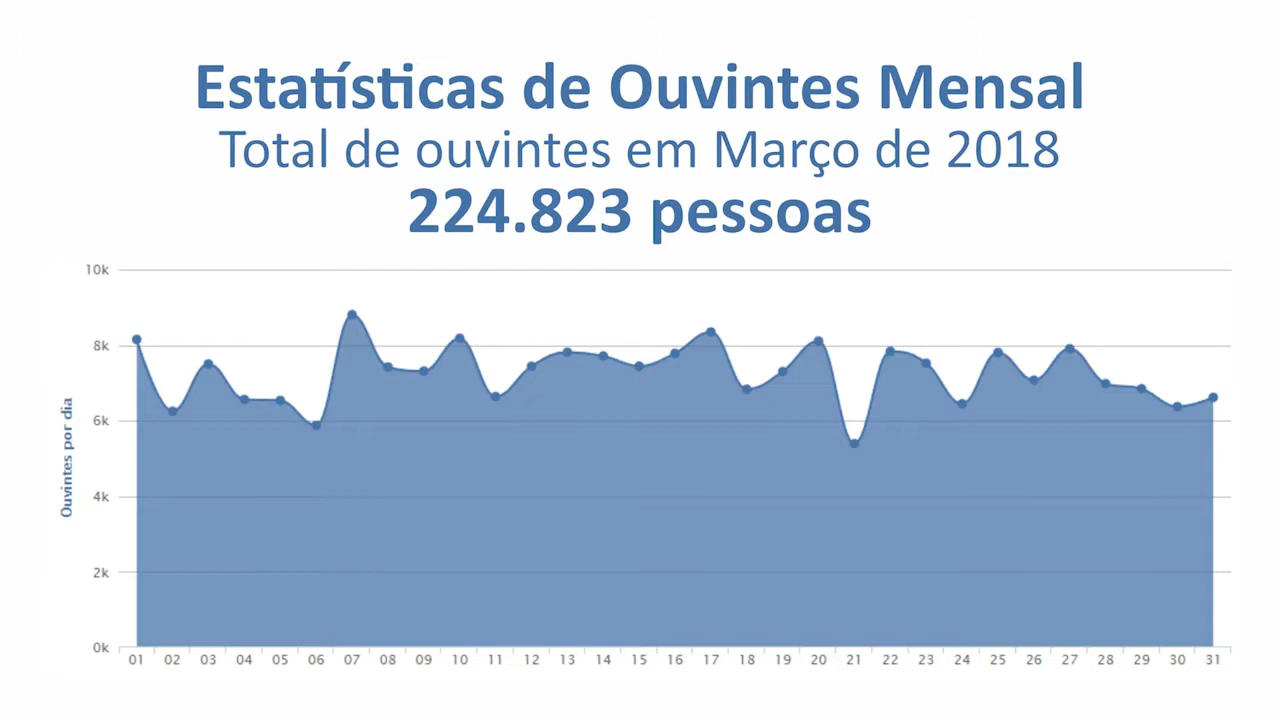 Estatísticas de Ouvintes Mensal
Total de ouvintes em Março de 2018
224.823 pessoas
10k
8k
6k
4k
2k
0k
Ouvintes por dia
01 02 03 04 05 06 07 08 09 10 11 12 13 14 15 16 17 18 19 20 21 22 23 24 25 26 27 28 29 30 31